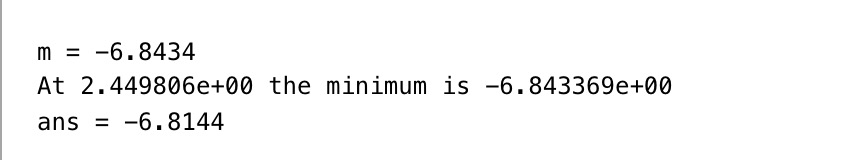 m = -6.8434
At 2.449806e+00 the minimum is -6.843369e+00
ans = -6.8144